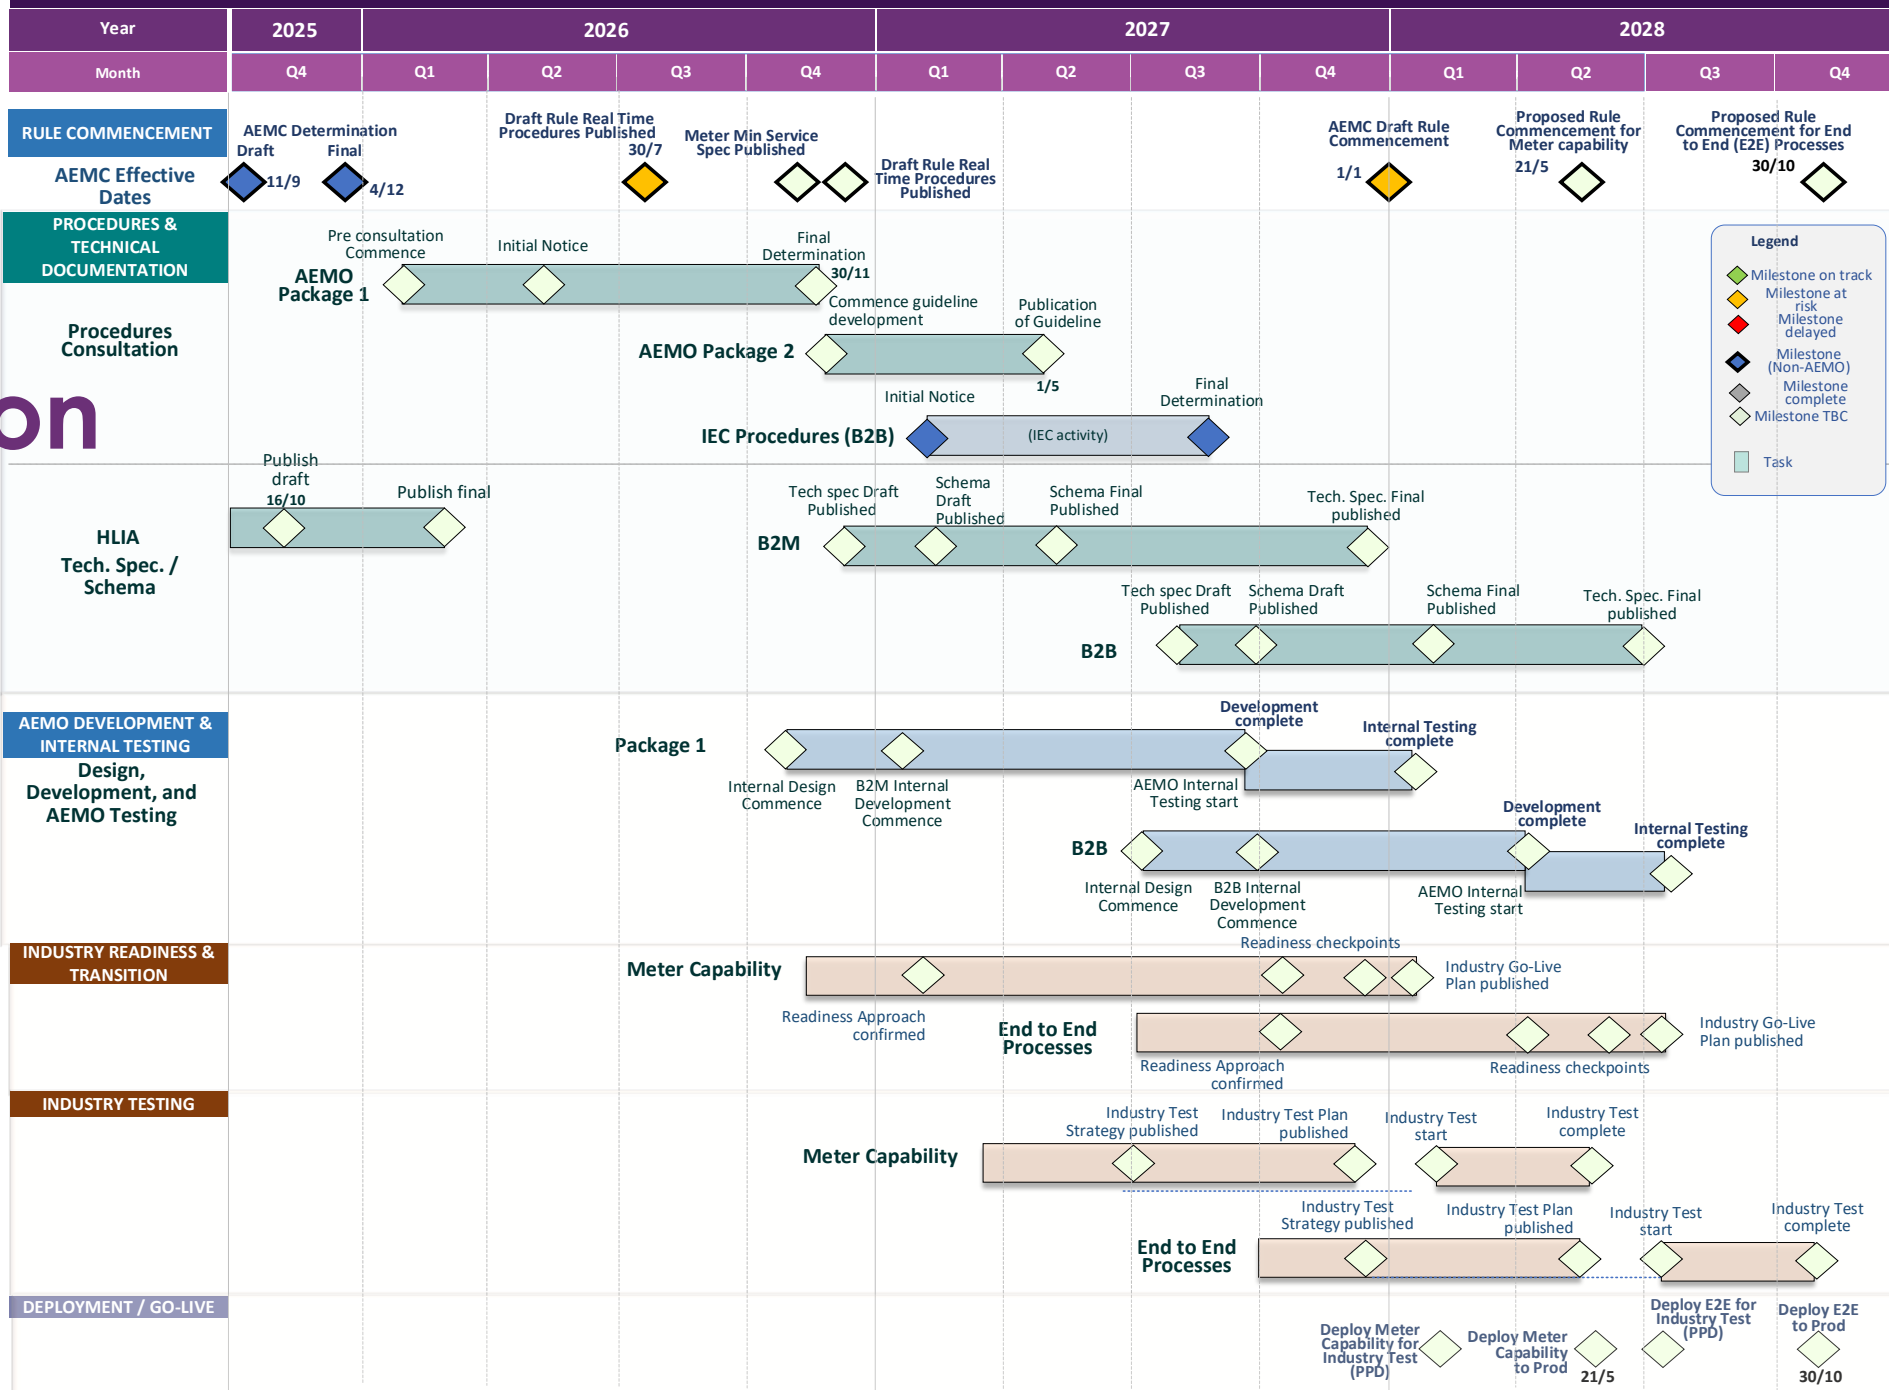 Year
2025
2026
2027
2028
Month
Q4
Q1
Q2
Q3
Q4
Q1
Q2
Q3
Q4
Q1
Q2
Q3
Q4
RULE COMMENCEMENT
AEMC Effective
Dates
AEMC Determination
Draft
Final
11/9
4/12
Draft Rule Real Time
Procedures Published
30/7
Meter Min Service
Spec Published
Draft Rule Real
Time Procedures
Published
AEMC Draft Rule
Commencement
1/1
Proposed Rule
Commencement for
Meter capability
21/5
Proposed Rule
Commencement for End
to End (E2E) Processes
30/10
PROCEDURES &
TECHNICAL
DOCUMENTATION
Procedures
Consultation
on
Pre consultation
Commence
Initial Notice
Final
Determination
30/11
AEMO
Package 1
Commence guideline
development
Publication
of Guideline
AEMO Package 2
1/5
Initial Notice
Final
Determination
IEC Procedures (B2B)
(IEC activity)
Legend
Milestone on track
Milestone at
risk
Milestone
delayed
Milestone
(Non-AEMO)
Milestone
complete
Milestone TBC
Task
HLIA
Tech. Spec. /
Schema
Publish
draft
16/10
Publish final
Tech spec Draft
Published
Schema
Draft
Published
Schema Final
Published
Tech. Spec. Final
published
B2M
Tech spec Draft
Published
Schema Draft
Published
Schema Final
Published
Tech. Spec. Final
published
B2B
AEMO DEVELOPMENT &
INTERNAL TESTING
Design,
Development, and
AEMO Testing
Package 1
Development
complete
Internal Testing
complete
Internal Design
Commence
B2M Internal
Development
Commence
AEMO Internal
Testing start
B2B
Development
complete
Internal Testing
complete
Internal Design
Commence
B2B Internal
Development
Commence
AEMO Internal
Testing start
INDUSTRY READINESS &
TRANSITION
Meter Capability
Readiness checkpoints
Industry Go-Live
Plan published
Readiness Approach
confirmed
End to End
Processes
Industry Go-Live
Plan published
Readiness Approach
confirmed
Readiness checkpoints
INDUSTRY TESTING
Meter Capability
Industry Test
Strategy published
Industry Test Plan
published
Industry Test
start
Industry Test
complete
End to End
Processes
Industry Test
Strategy published
Industry Test Plan
published
Industry Test
start
Industry Test
complete
DEPLOYMENT / GO-LIVE
Deploy Meter
Capability for
Industry Test
(PPD)
Deploy Meter
Capability
to Prod
21/5
Deploy E2E for
Industry Test
(PPD)
Deploy E2E
to Prod
30/10